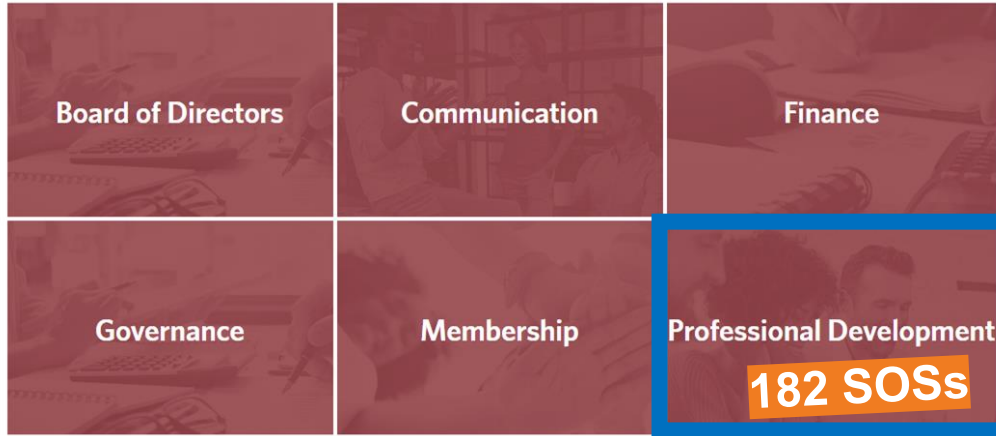 Board of Directors
Communication
Finance
Governance
Membership
Professional Development
182 SOSs